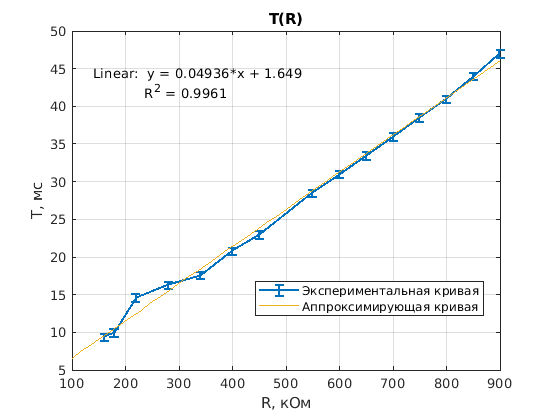 T(R)
50
45
40
35
30
25
20
15
10
5
T, мс
Linear: y = 0.04936*x + 1.649
R^2 = 0.9961
Экспериментальная кривая
Аппроксимирующая кривая
100 200 300 400 500 600 700 800 900
R, кОм